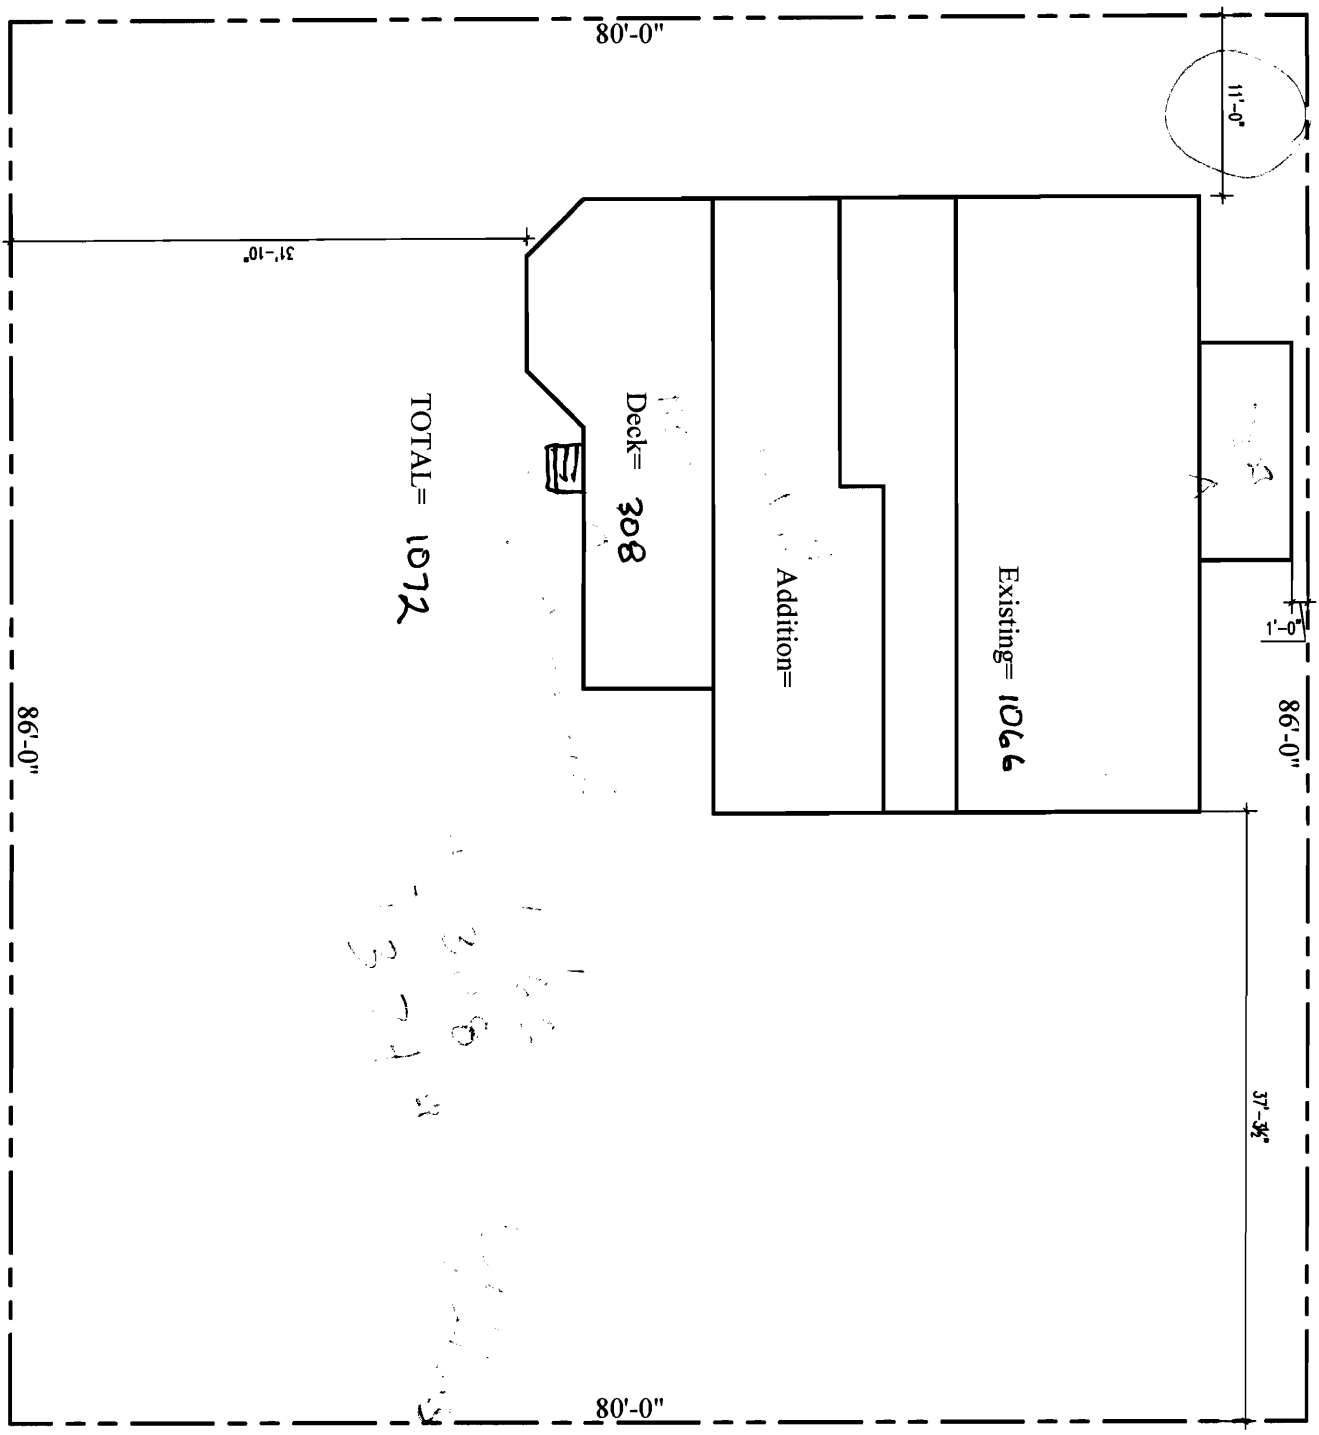 80'-0"
11'-0"
31'-10"
1'-0"
86'-0"
Existing= 1066
Addition=
Deck= 308
TOTAL= 1072
86'-0"
37'-3½"
80'-0"